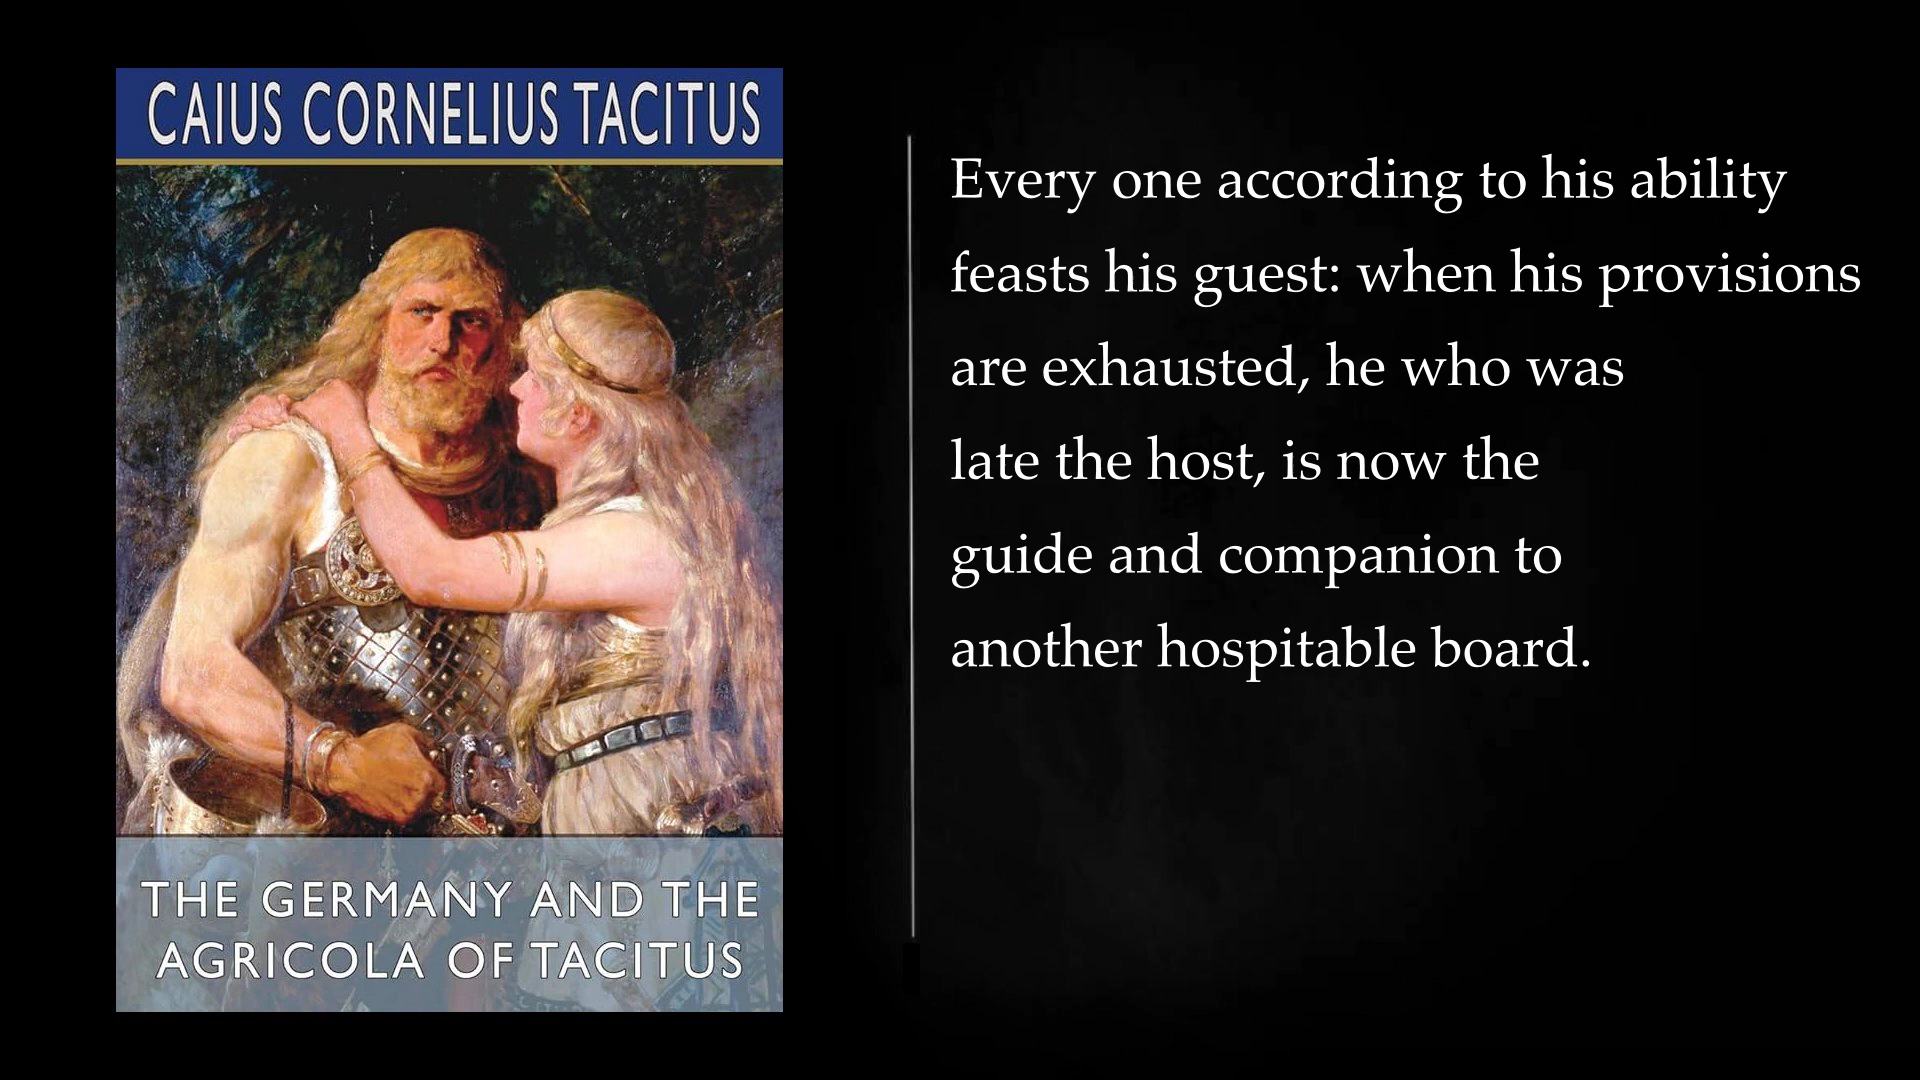 CAIUS CORNELIUS TACITUS
THE GERMANY AND THE
AGRICOLA OF TACITUS
Every one according to his ability
feasts his guest: when his provisions
are exhausted, he who was
late the host, is now the
guide and companion to
another hospitable board.